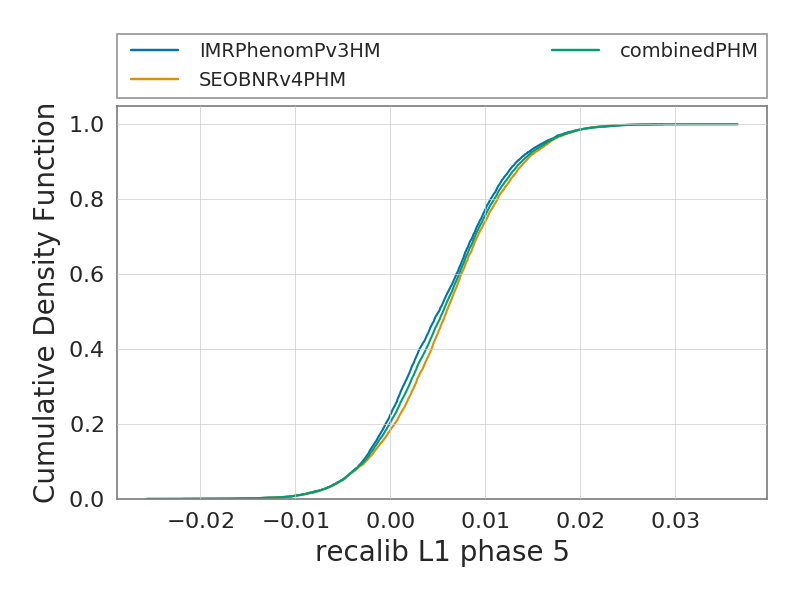 IMRPhenomPv3HM
SEOBNRv4PHM
combinedPHM
Cumulative Density Function
1.0
0.8
0.6
0.4
0.2
0.0
−0.02 −0.01 0.00 0.01 0.02 0.03
recalib L1 phase 5